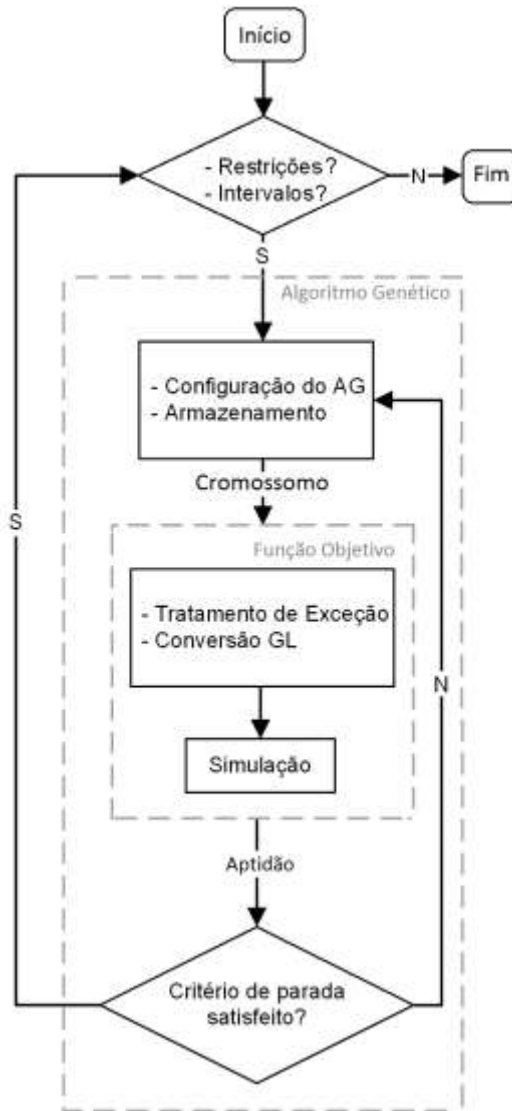 Início
- Restrições?
- Intervalos?
N
Fim
S
Algoritmo Genético
- Configuração do AG
- Armazenamento
Cromossomo
S
Função Objetivo
- Tratamento de Exceção
- Conversão GL
N
Simulação
Aptidão
Critério de parada
satisfeito?